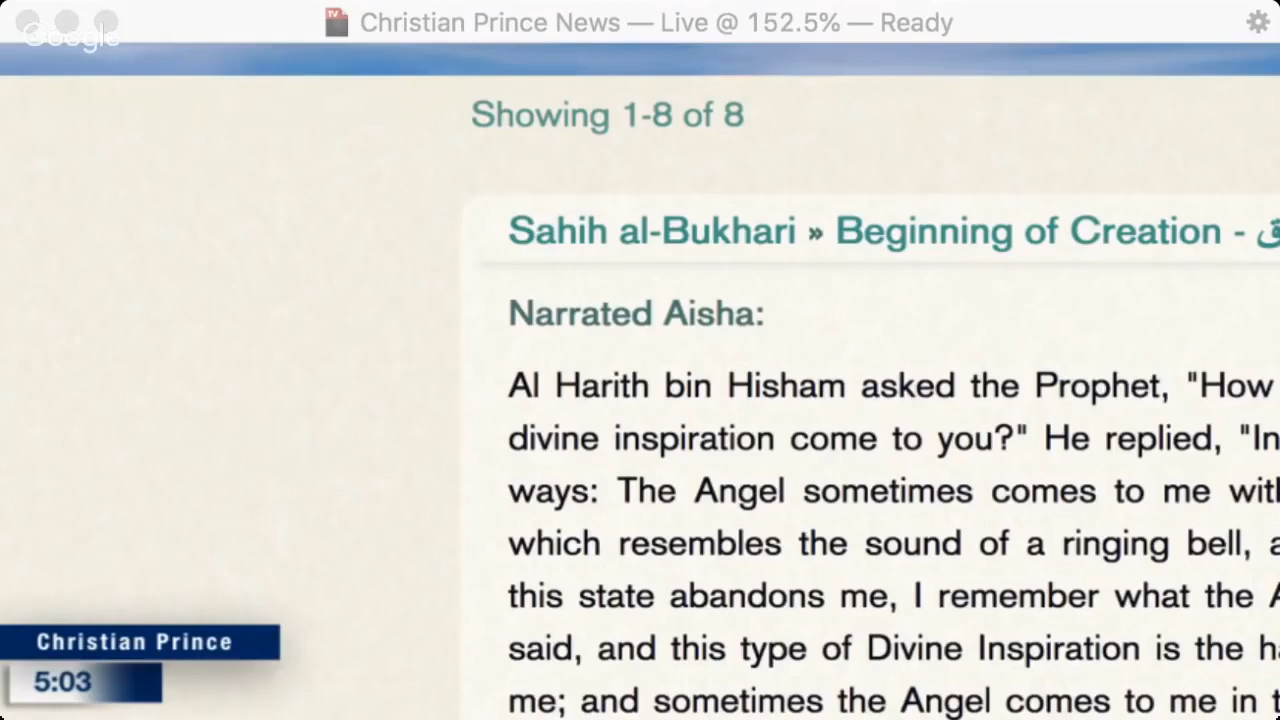 Christian Prince News — Live @ 152.5% — Ready
Google
Showing 1-8 of 8
Sahih al-Bukhari » Beginning of Creation -
Narrated Aisha:
Al Harith bin Hisham asked the Prophet, "How
divine inspiration come to you?" He replied, "In
ways: The Angel sometimes comes to me
which resembles the sound of a ringing bell,
this state abandons me, I remember what the
said, and this type of Divine Inspiration is the
me; and sometimes the Angel comes to me in
Christian Prince
5:03